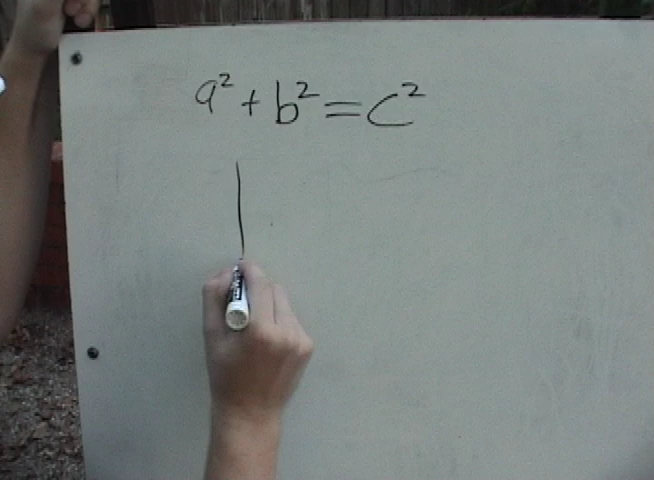 a² + b² = c²